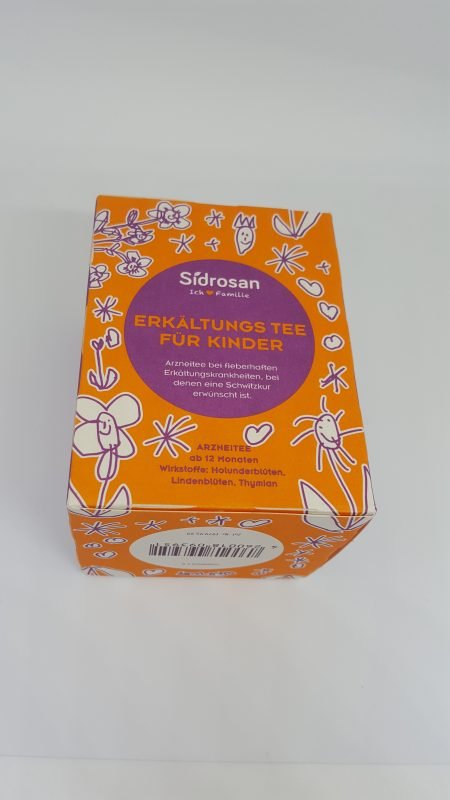 Sidrosan
Ich Familie
ERKÄLTUNGS TEE
FÜR KINDER
Arzneitee bei fieberhaften
Erkältungskrankheiten, bei
denen eine Schwitzkur
erwünscht ist.
ARZNEITEE
ab 12 Monaten
Wirkstoffe: Holunderblüten,
Lindenblüten, Thymian